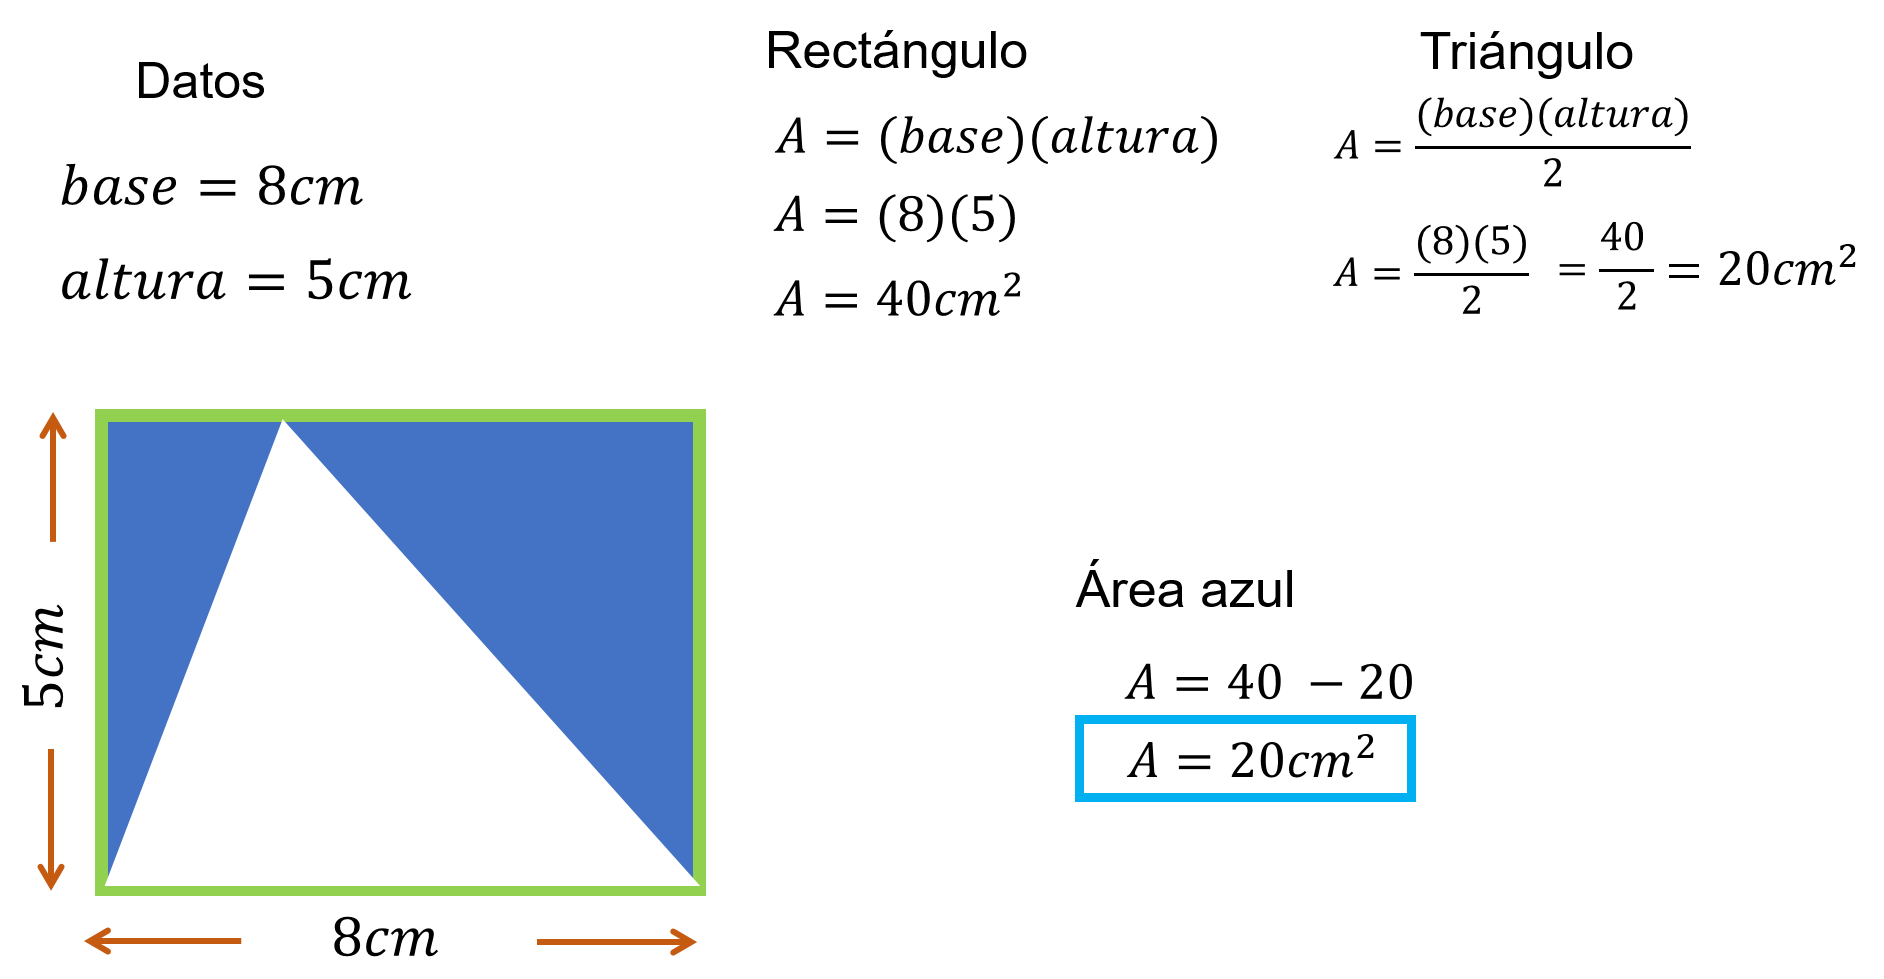 Datos
base = 8cm
altura = 5cm
Rectángulo
A = (base)(altura)
A = (8)(5)
A = 40cm²
Triángulo
A = (base)(altura)/2
A = (8)(5)/2 = 40/2 = 20cm²
5cm
8cm
Área azul
A = 40 − 20
A = 20cm²